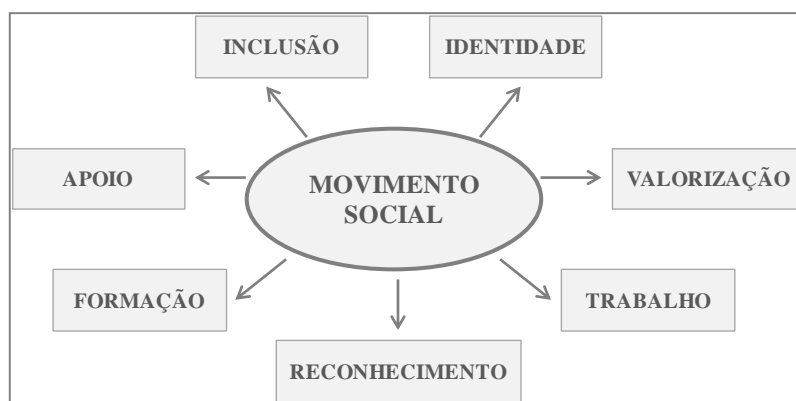 INCLUSÃO
IDENTIDADE
APOIO
MOVIMENTO
SOCIAL
VALORIZAÇÃO
FORMAÇÃO
TRABALHO
RECONHECIMENTO